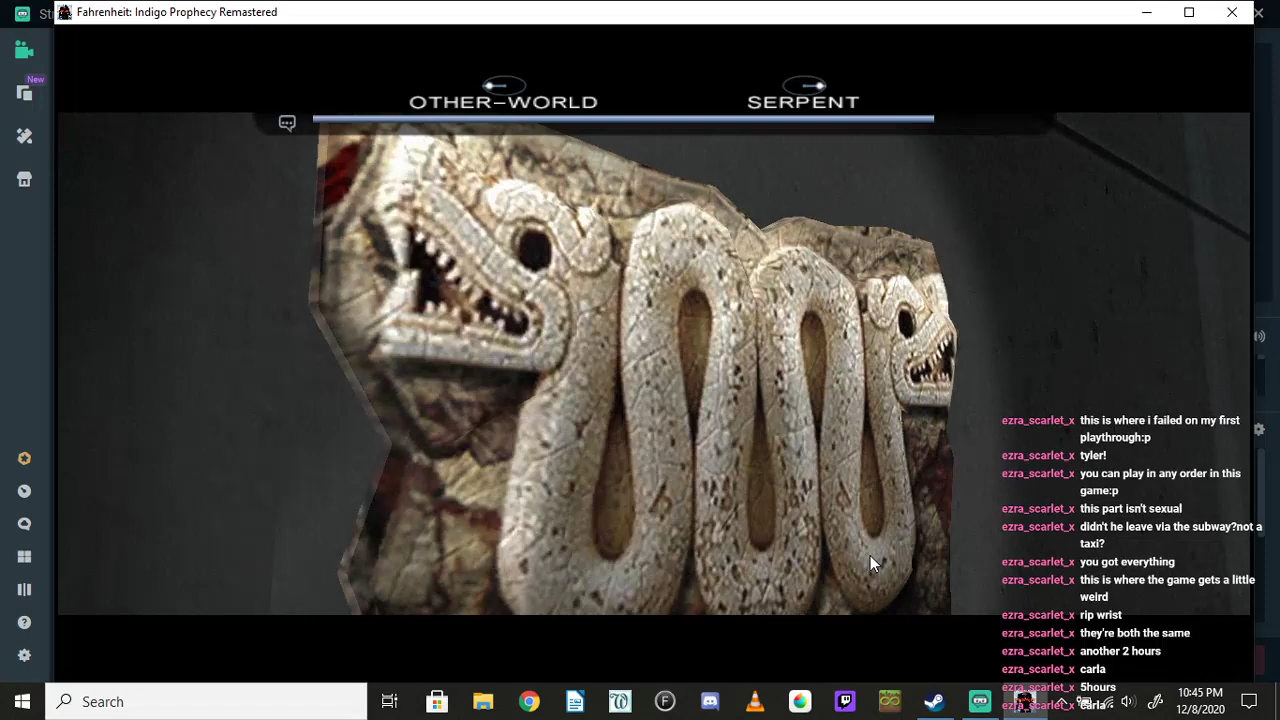 Fahrenheit: Indigo Prophecy Remastered
New
OTHER-WORLD
SERPENT
ezra_scarlet_x this is where i failed on my first
playthrough:p
ezra_scarlet_x tyler!
ezra_scarlet_x you can play in any order in this
game:p
ezra_scarlet_x this part isn't sexual
ezra_scarlet_x didn't he leave via the subway?not a
taxi?
ezra_scarlet_x you got everything
ezra_scarlet_x this is where the game gets a little
weird
ezra_scarlet_x rip wrist
ezra_scarlet_x they're both the same
ezra_scarlet_x another 2 hours
ezra_scarlet_x carla
ezra_scarlet_x 5hours
Search
10:45 PM
12/8/2020